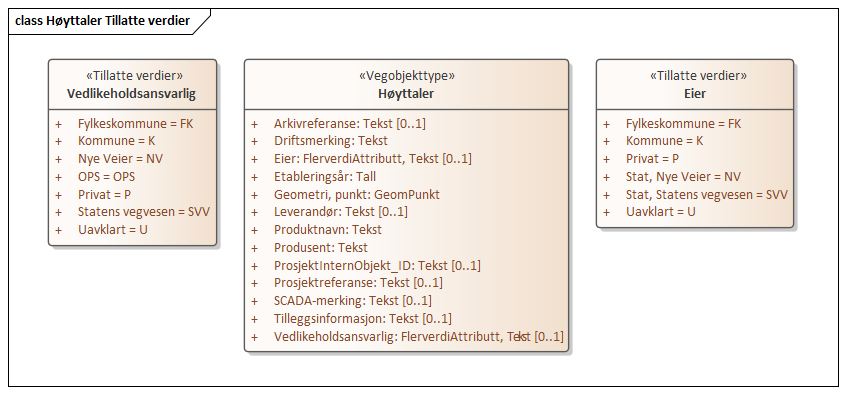 class Høyttaler Tillatte verdier
«Tillatte verdier»
Vedlikeholdsansvarlig
+ Fylkeskommune = FK
+ Kommune = K
+ Nye Veier = NV
+ OPS = OPS
+ Privat = P
+ Statens vegvesen = SVV
+ Uavklart = U
«Vegobjekttype»
Høyttaler
+ Arkivreferanse: Tekst [0..1]
+ Driftsmerking: Tekst
+ Eier: FlerverdiAttributt, Tekst [0..1]
+ Etableringsår: Tall
+ Geometri, punkt: GeomPunkt
+ Leverandør: Tekst [0..1]
+ Produktnavn: Tekst
+ Produsent: Tekst
+ ProsjektInternObjekt_ID: Tekst [0..1]
+ Prosjektreferanse: Tekst [0..1]
+ SCADA-merking: Tekst [0..1]
+ Tilleggsinformasjon: Tekst [0..1]
+ Vedlikeholdsansvarlig: FlerverdiAttributt, Tekst [0..1]
«Tillatte verdier»
Eier
+ Fylkeskommune = FK
+ Kommune = K
+ Privat = P
+ Stat, Nye Veier = NV
+ Stat, Statens vegvesen = SVV
+ Uavklart = U